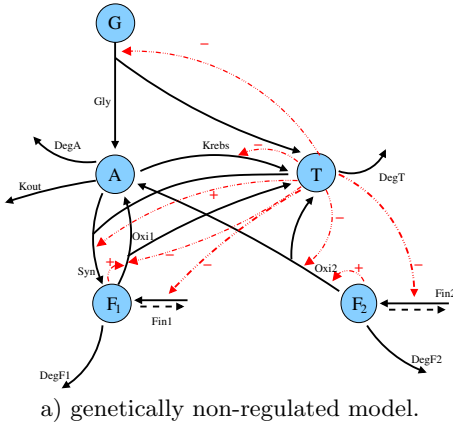 G
−
Gly
DegA
Krebs
−
A
T
DegT
Kout
+
Oxi1
−
−
Syn
+
−
−
Oxi2
+
−
F1
Fin1
F2
Fin2
DegF1
DegF2
a) genetically non-regulated model.